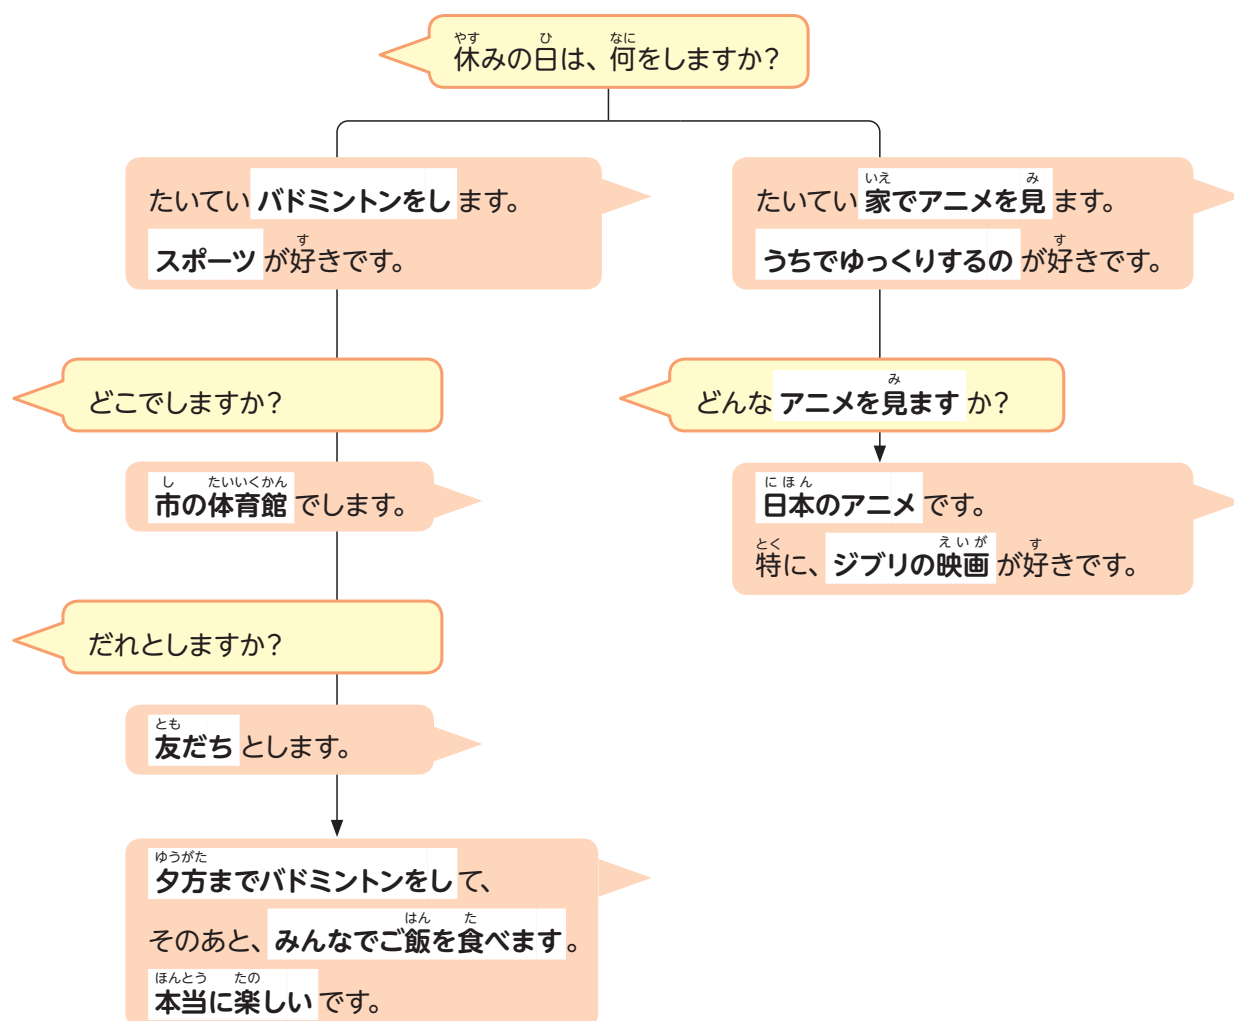 休みの日は、何をしますか？
たいていバドミントンをします。
スポーツが好きです。
どこでしますか？
市の体育館でします。
だれとしますか？
友だちとします。
夕方までバドミントンをして、
そのあと、みんなでご飯を食べます。
本当に楽しいです。
たいてい家でアニメを見ます。
うちでゆっくりするのが好きです。
どんなアニメを見ますか？
日本のアニメです。
特に、ジブリの映画が好きです。